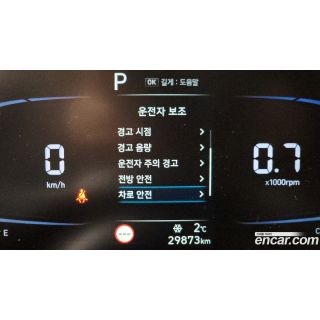 P
OK 길게 : 도움말
운전자 보조
경고 시점
경고 음량
운전자 주의 경고
전방 안전
차로 안전
0
km/h
0.7
x1000rpm
E
2℃
29873km
encar.com